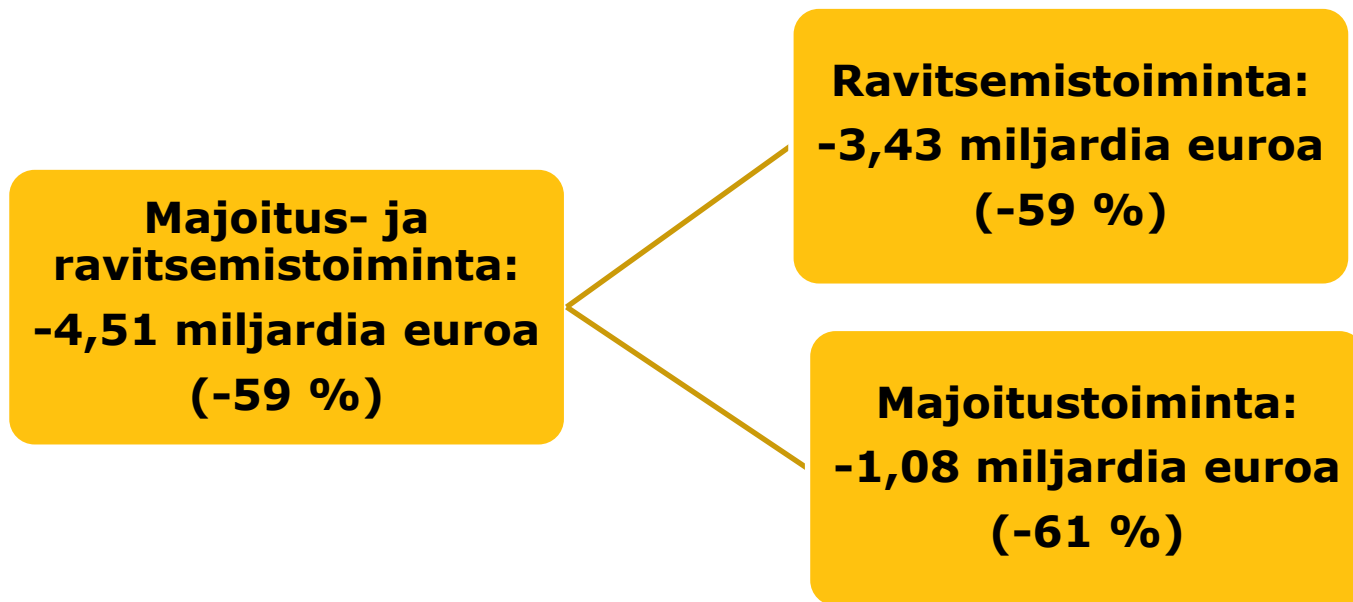 Majoitus- ja
ravitsemistoiminta:
-4,51 miljardia euroa
(-59 %)
Ravitsemistoiminta:
-3,43 miljardia euroa
(-59 %)
Majoitustoiminta:
-1,08 miljardia euroa
(-61 %)